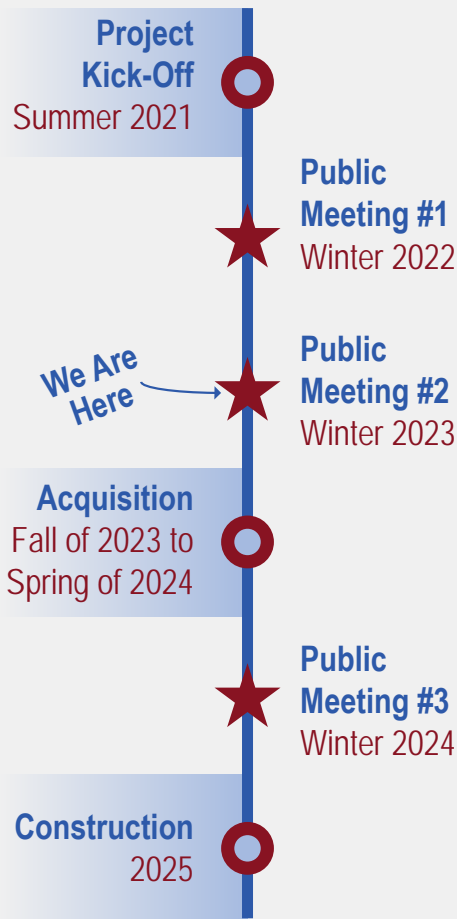 Project
Kick-Off
Summer 2021
Public
Meeting #1
Winter 2022
We Are
Here
Public
Meeting #2
Winter 2023
Acquisition
Fall of 2023 to
Spring of 2024
Public
Meeting #3
Winter 2024
Construction
2025